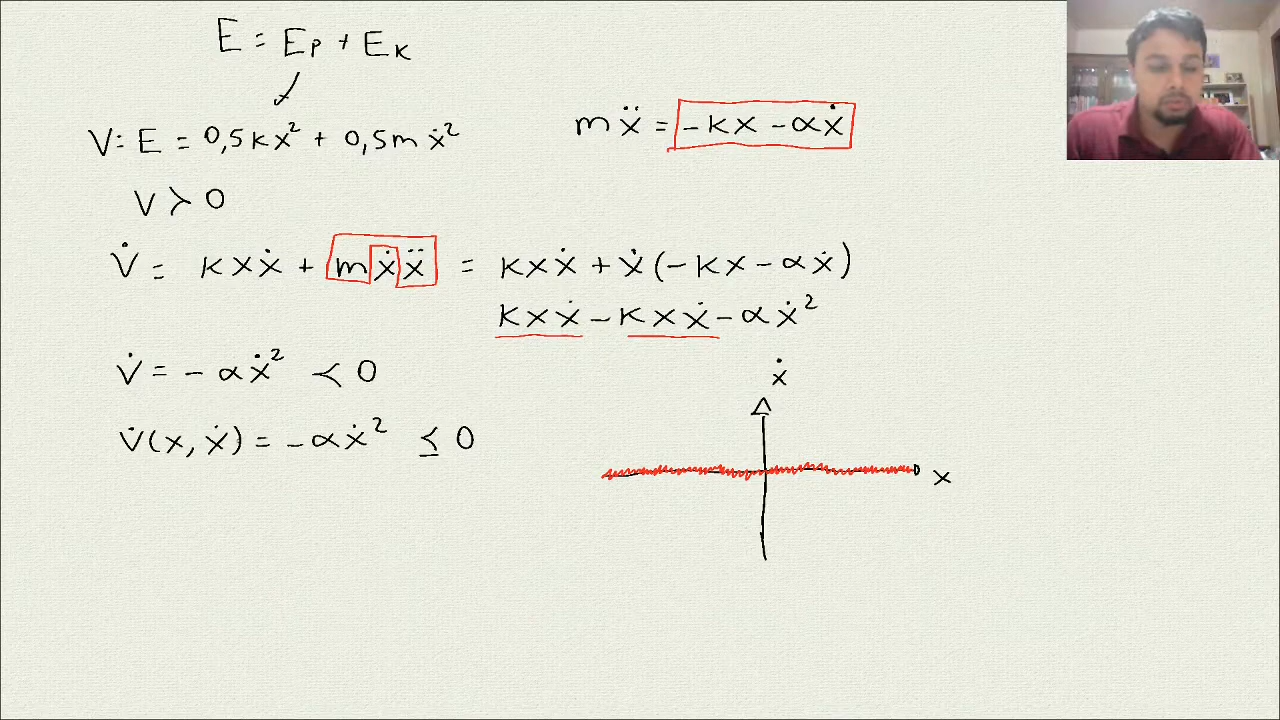 E = Eₚ + Eₖ
V: E = 0,5kx² + 0,5mẋ²
mẍ = -kx - αẋ
V ≻ 0
V̇ = kxẋ + mẋẍ = kxẋ + ẋ(-kx - αẋ)
kxẋ - kxẋ - αẋ²
V̇ = -αẋ² ≺ 0
V̇(x, ẋ) = -αẋ² ⪯ 0
ẋ
x